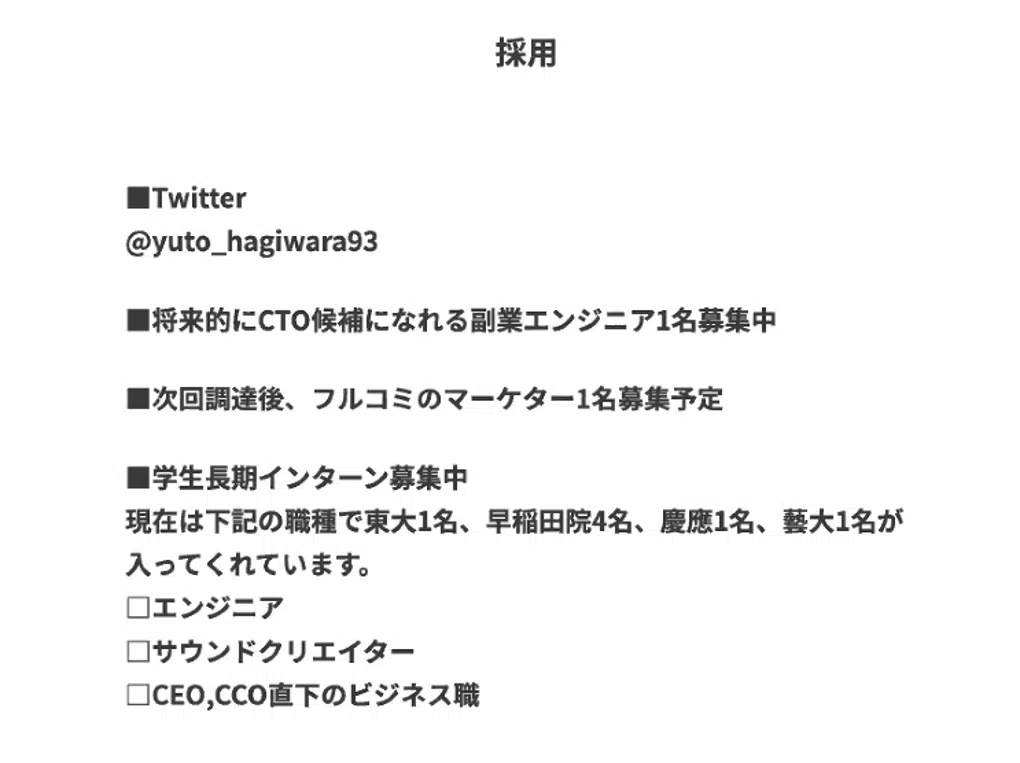 採用
■Twitter
@yuto_hagiwara93
■将来的にCTO候補になれる副業エンジニア1名募集中
■次回調達後、フルコミのマーケター1名募集予定
■学生長期インターン募集中
現在は下記の職種で東大1名、早稲田院4名、慶應1名、藝大1名が
入ってくれています。
□エンジニア
□サウンドクリエイター
□CEO,CCO直下のビジネス職